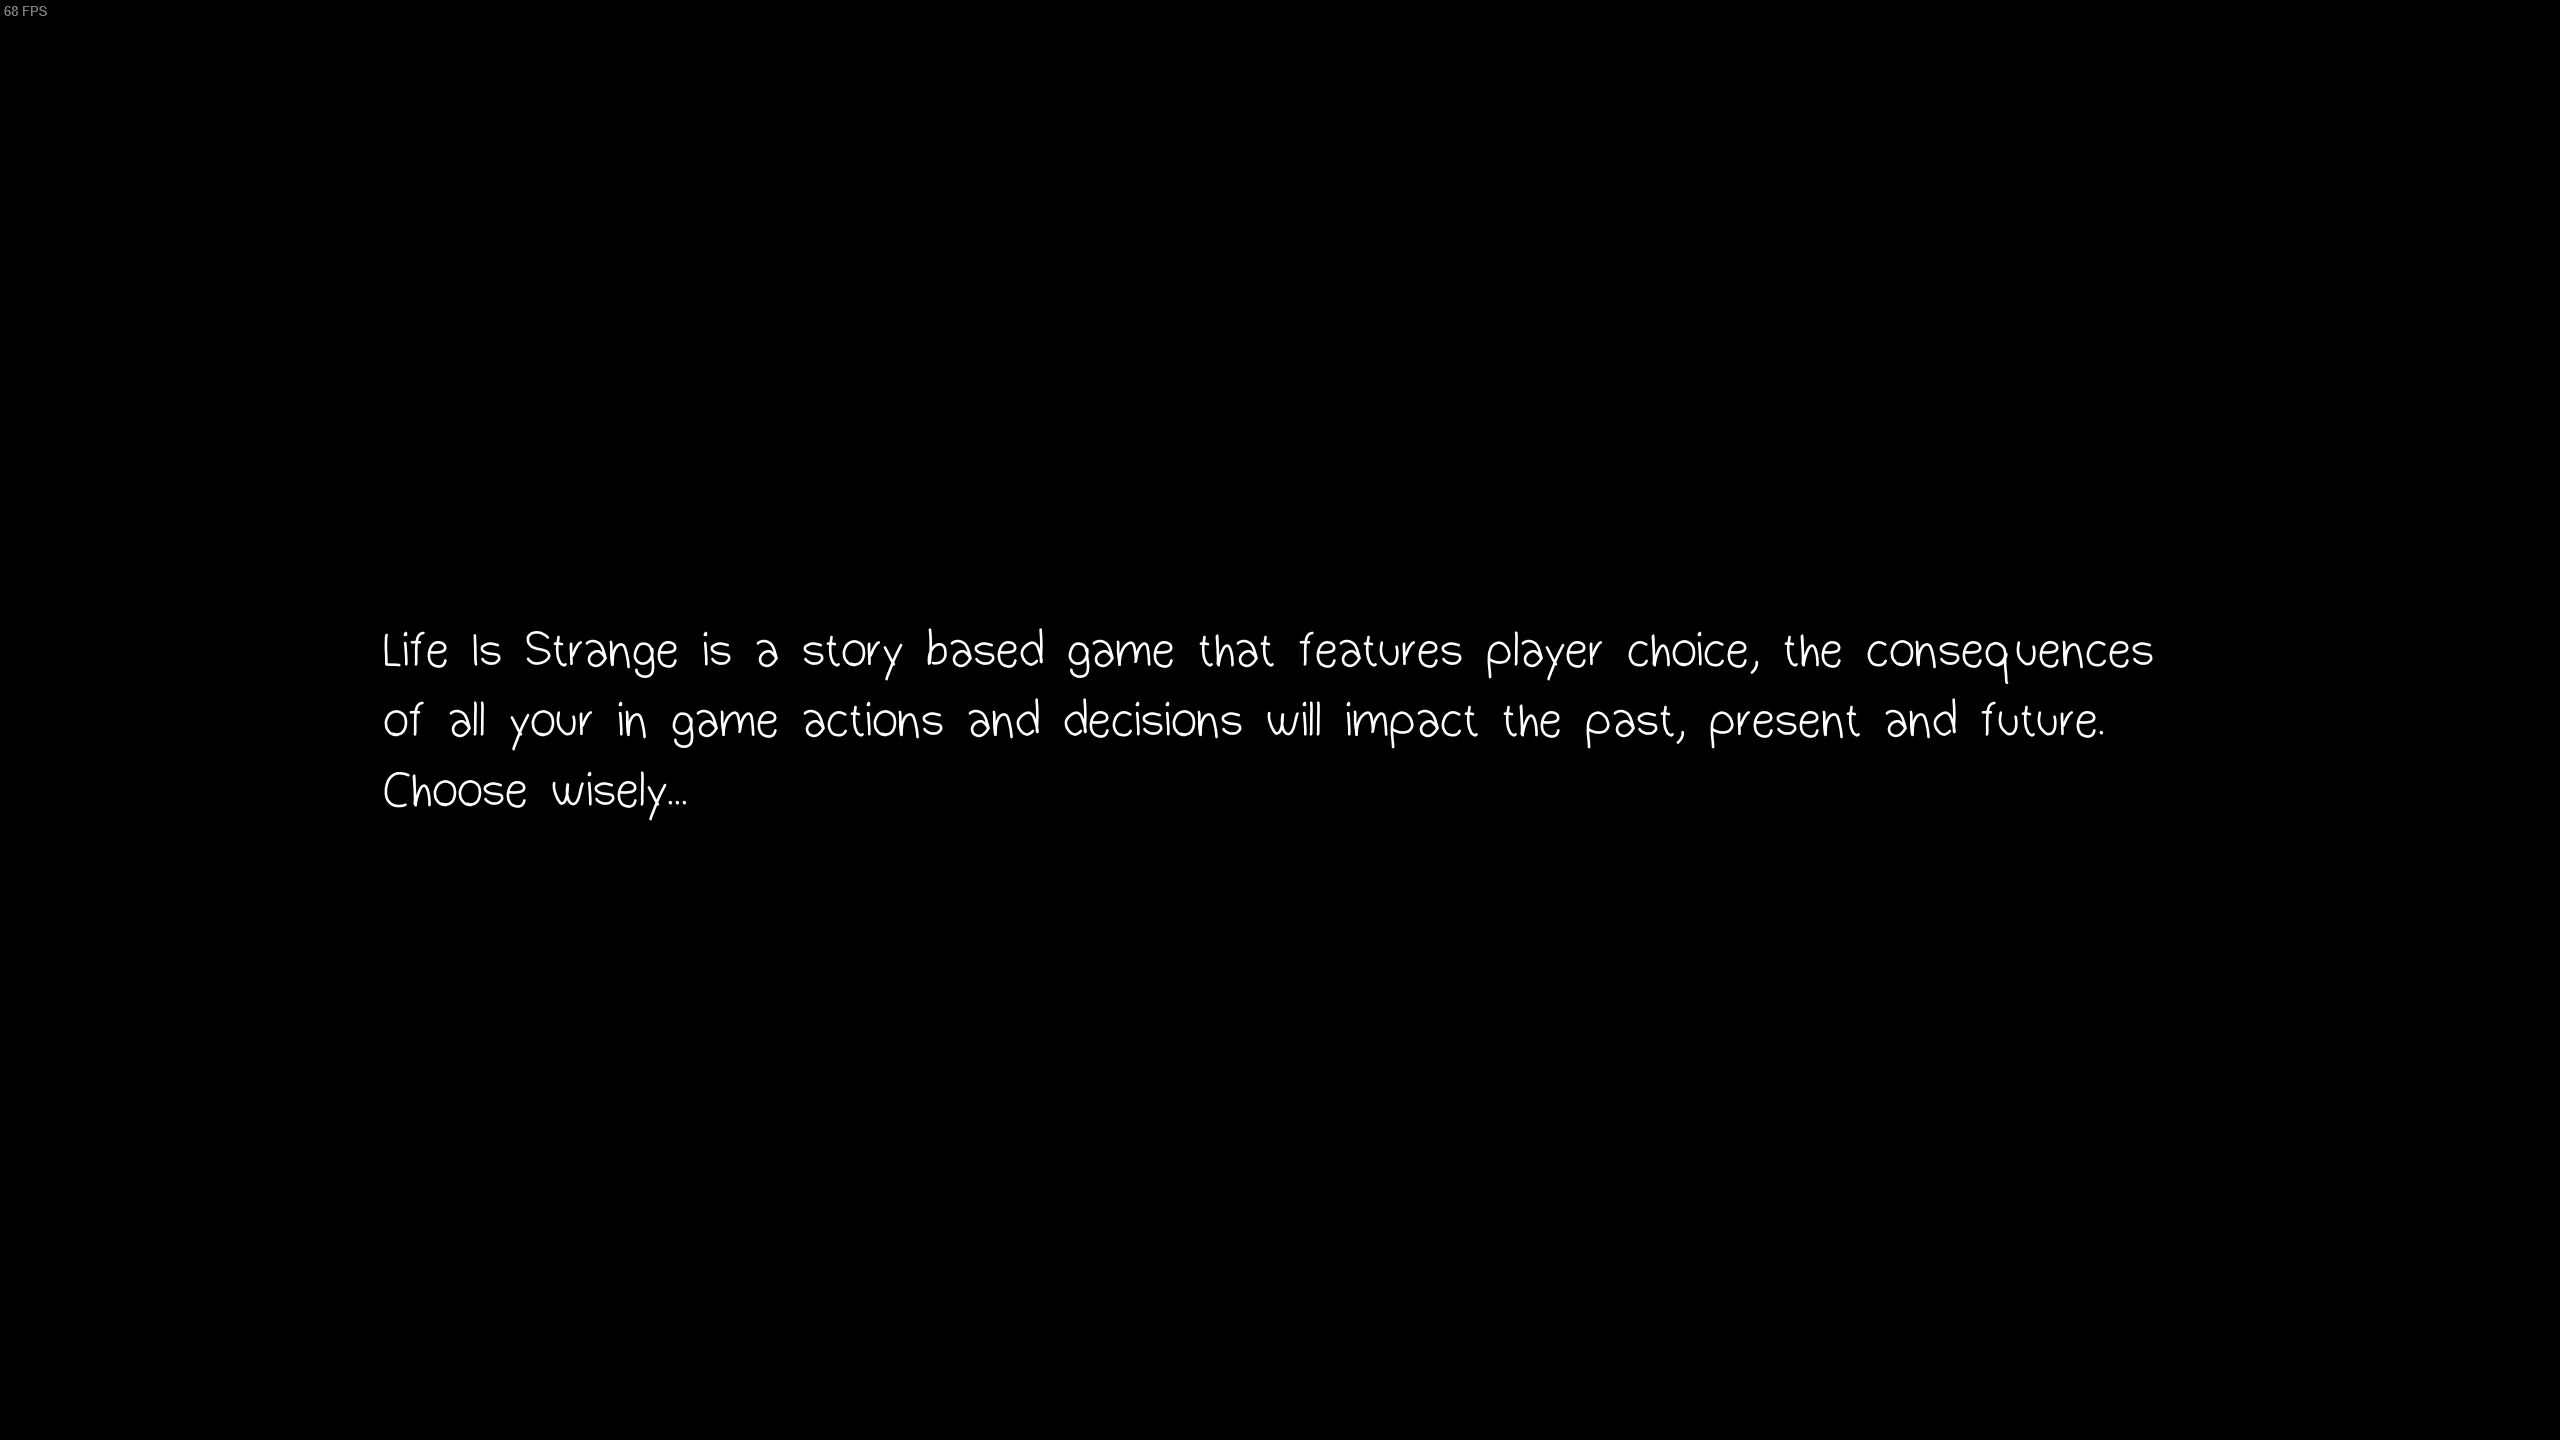 68 FPS
Life Is Strange is a story based game that features player choice, the consequences
of all your in game actions and decisions will impact the past, present and future.
Choose wisely...